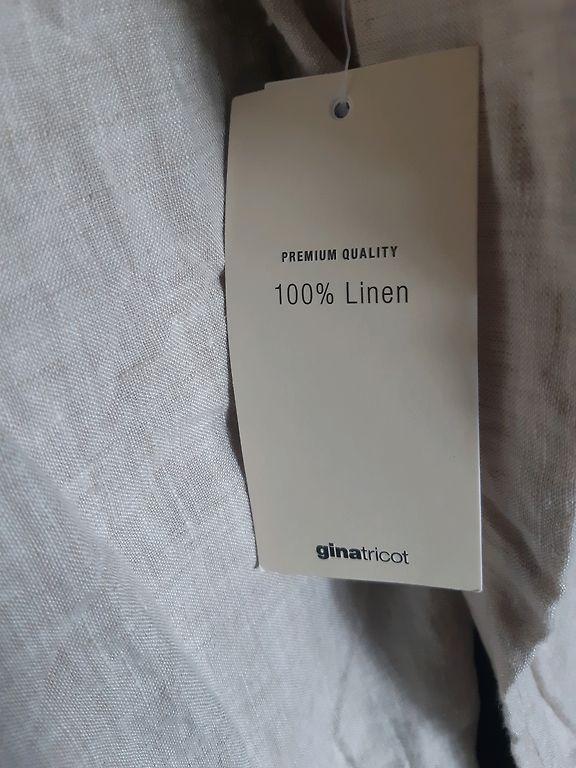 PREMIUM QUALITY
100% Linen
ginatricot